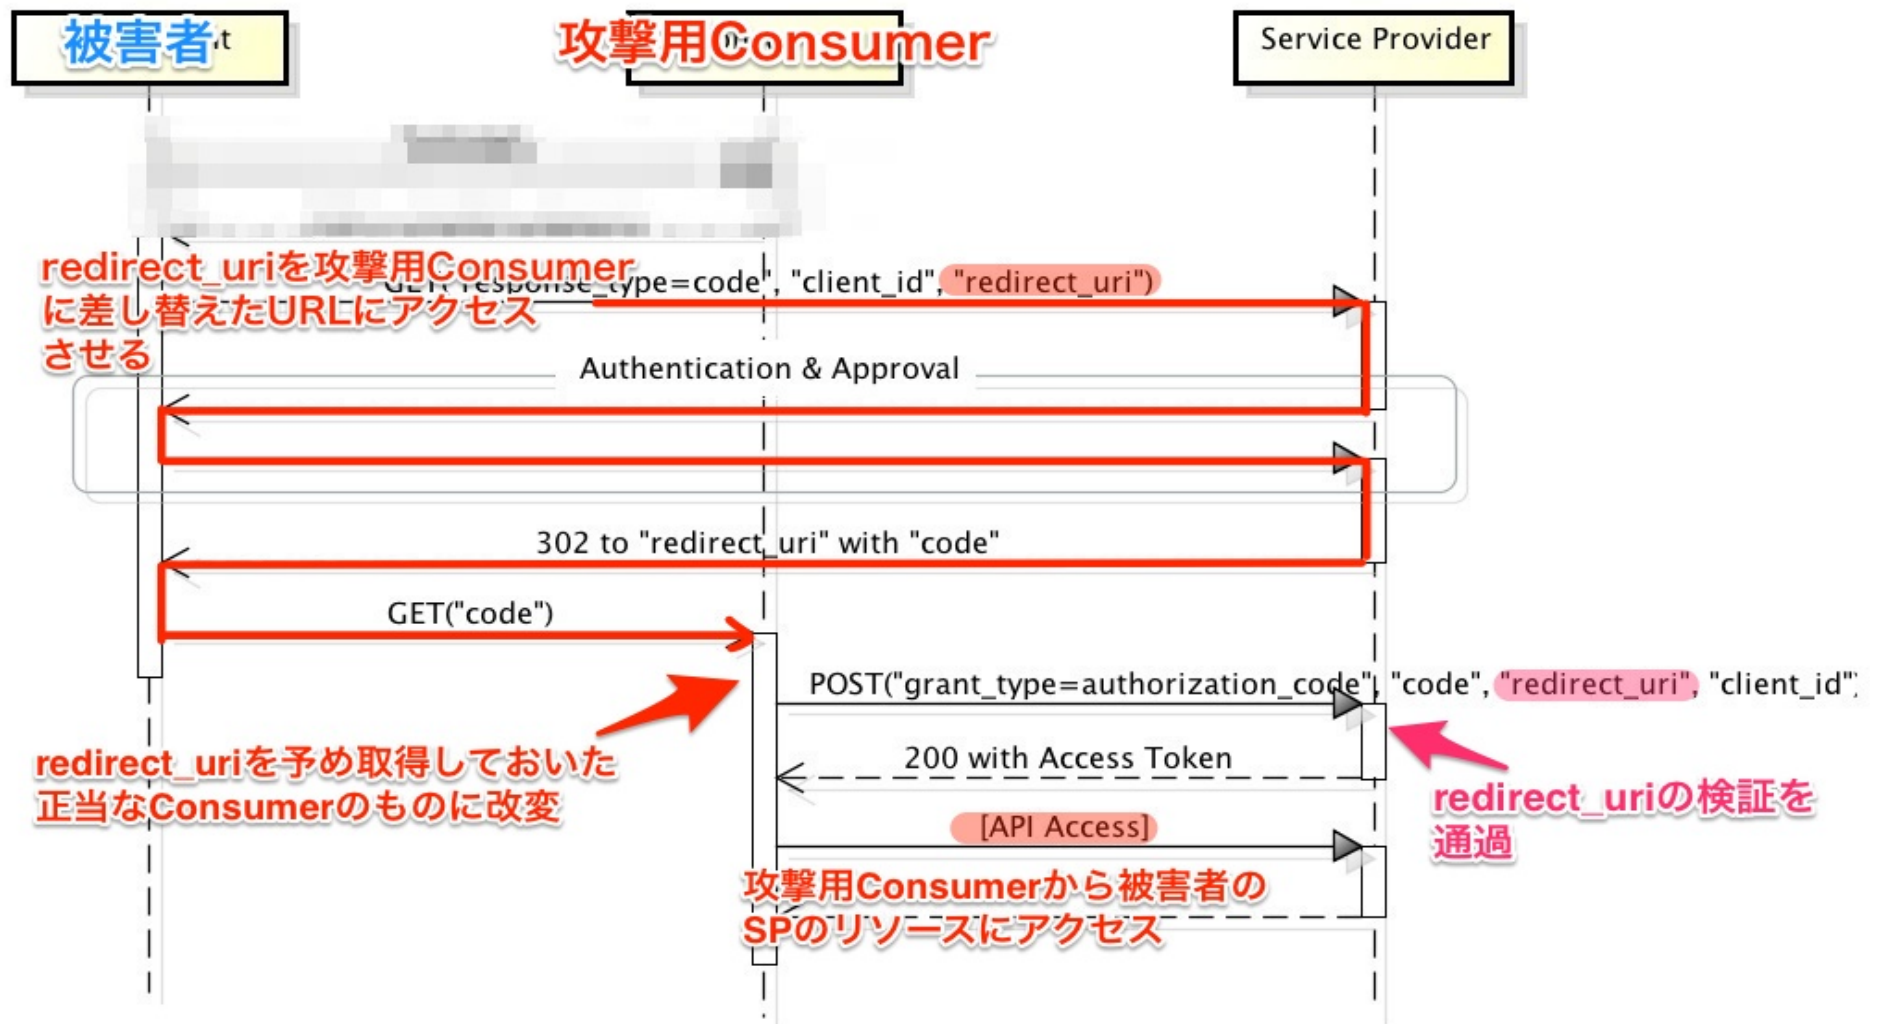 被害者
攻撃用Consumer
Service Provider
redirect_uriを攻撃用Consumer
に差し替えたURLにアクセス
させる
GET("response_type=code", "client_id", "redirect_uri")
Authentication & Approval
302 to "redirect_uri" with "code"
GET("code")
POST("grant_type=authorization_code", "code", "redirect_uri", "client_id")
redirect_uriを予め取得しておいた
正当なConsumerのものに改変
200 with Access Token
redirect_uriの検証を
通過
[API Access]
攻撃用Consumerから被害者の
SPのリソースにアクセス